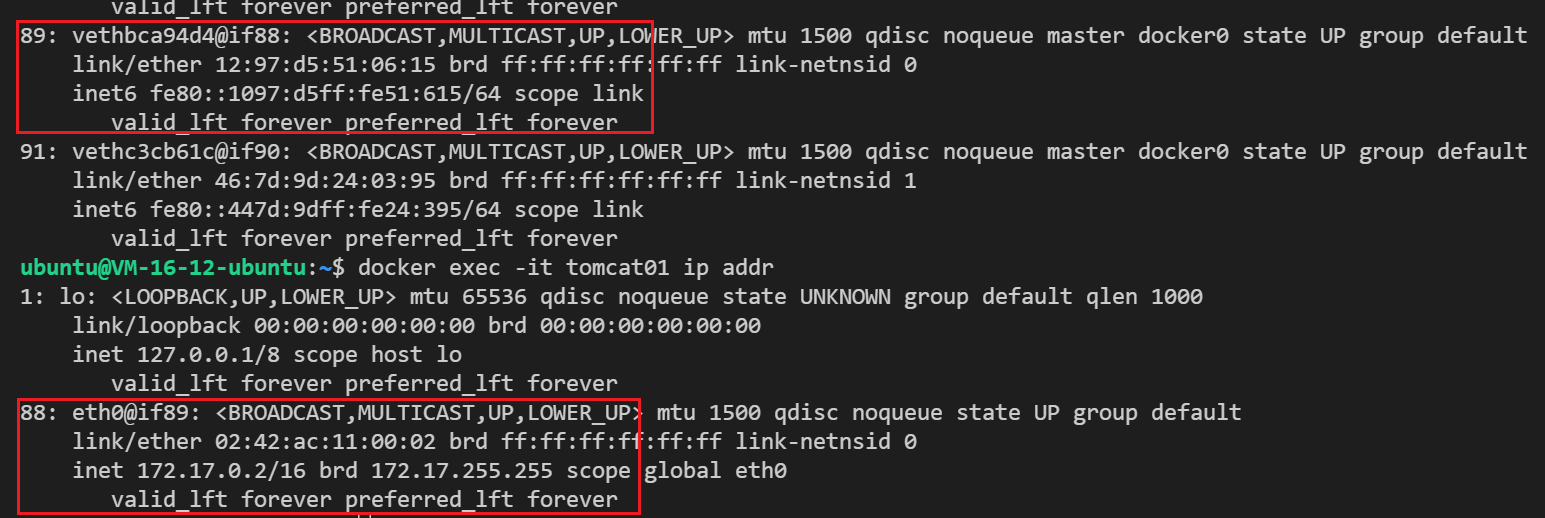 valid_lft forever preferred_lft forever
89: vethbca94d4@if88: <BROADCAST,MULTICAST,UP,LOWER_UP> mtu 1500 qdisc noqueue master docker0 state UP group default
link/ether 12:97:d5:51:06:15 brd ff:ff:ff:ff:ff:ff link-netnsid 0
inet6 fe80::1097:d5ff:fe51:615/64 scope link
valid_lft forever preferred_lft forever
91: vethc3cb61c@if90: <BROADCAST,MULTICAST,UP,LOWER_UP> mtu 1500 qdisc noqueue master docker0 state UP group default
link/ether 46:7d:9d:24:03:95 brd ff:ff:ff:ff:ff:ff link-netnsid 1
inet6 fe80::447d:9dff:fe24:395/64 scope link
valid_lft forever preferred_lft forever
ubuntu@VM-16-12-ubuntu:~$ docker exec -it tomcat01 ip addr
1: lo: <LOOPBACK,UP,LOWER_UP> mtu 65536 qdisc noqueue state UNKNOWN group default qlen 1000
link/loopback 00:00:00:00:00:00 brd 00:00:00:00:00:00
inet 127.0.0.1/8 scope host lo
valid_lft forever preferred_lft forever
88: eth0@if89: <BROADCAST,MULTICAST,UP,LOWER_UP> mtu 1500 qdisc noqueue state UP group default
link/ether 02:42:ac:11:00:02 brd ff:ff:ff:ff:ff:ff link-netnsid 0
inet 172.17.0.2/16 brd 172.17.255.255 scope global eth0
valid_lft forever preferred_lft forever